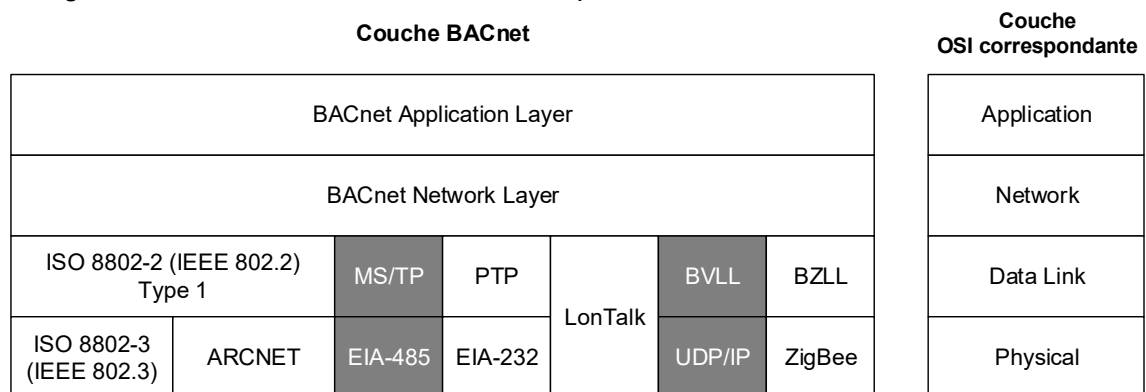 Couche BACnet
Couche
OSI correspondante
BACnet Application Layer
Application
BACnet Network Layer
Network
ISO 8802-2 (IEEE 802.2)
Type 1
MS/TP
PTP
LonTalk
BVLL
BZLL
Data Link
ISO 8802-3
(IEEE 802.3)
ARCNET
EIA-485
EIA-232
UDP/IP
ZigBee
Physical